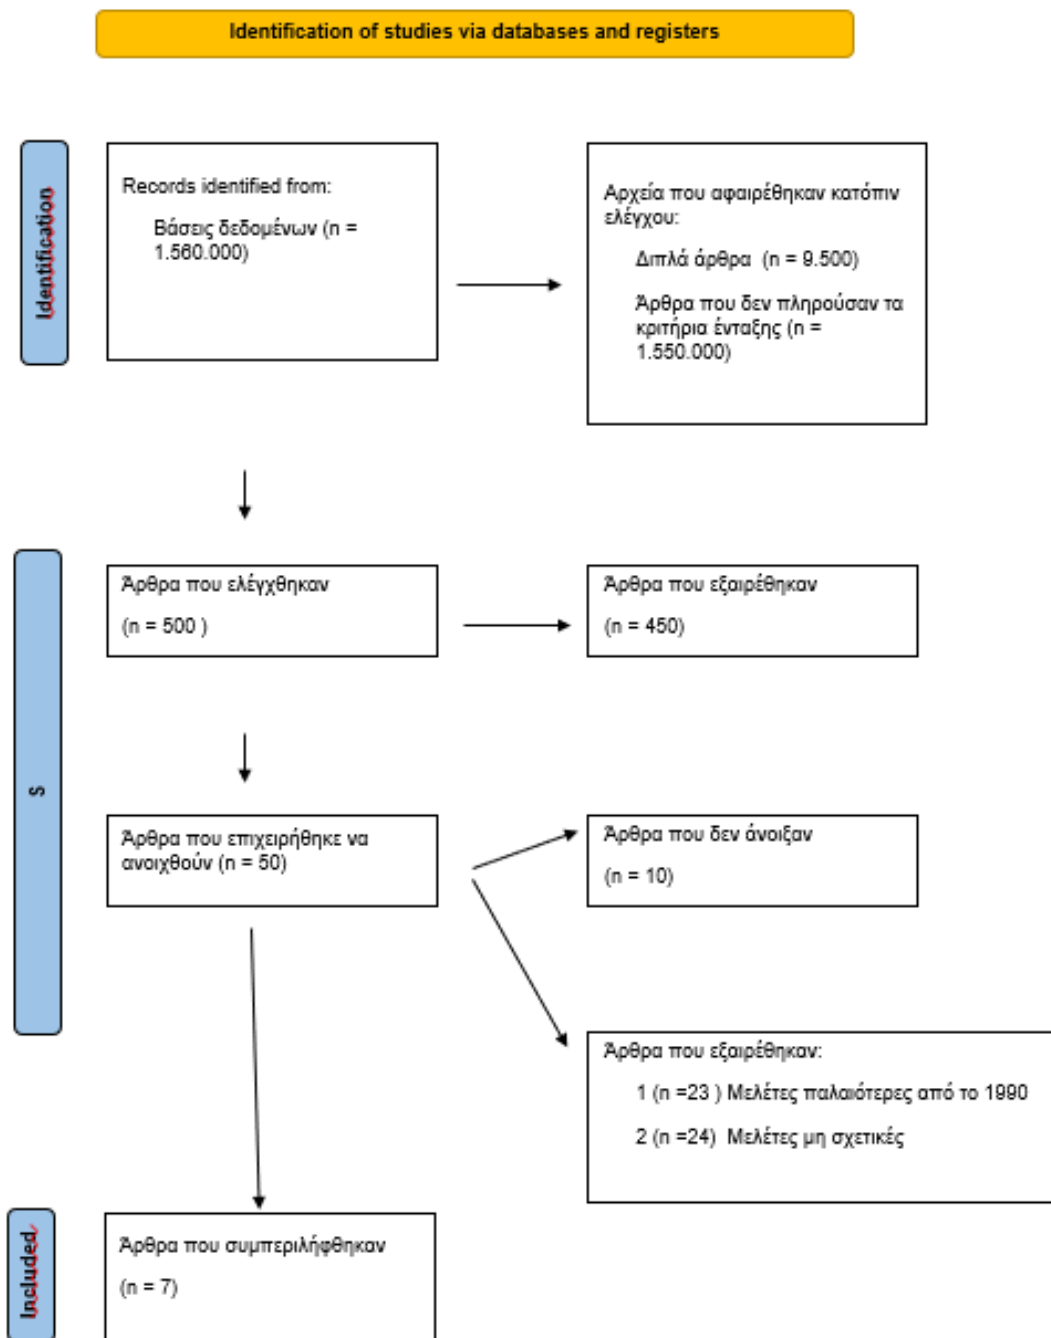 Identification of studies via databases and registers
Identification
Records identified from:
Βάσεις δεδομένων (n =
1.560.000)
Αρχεία που αφαιρέθηκαν κατόπιν
ελέγχου:
Διπλά άρθρα (n = 9.500)
Άρθρα που δεν πληρούσαν τα
κριτήρια ένταξης (n =
1.550.000)
S
Άρθρα που ελέγχθηκαν
(n = 500 )
Άρθρα που εξαιρέθηκαν
(n = 450)
Άρθρα που επιχειρήθηκε να
ανοιχθούν (n = 50)
Άρθρα που δεν άνοιξαν
(n = 10)
Άρθρα που εξαιρέθηκαν:
1 (n =23 ) Μελέτες παλαιότερες από το 1990
2 (n =24) Μελέτες μη σχετικές
Included
Άρθρα που συμπεριλήφθηκαν
(n = 7)